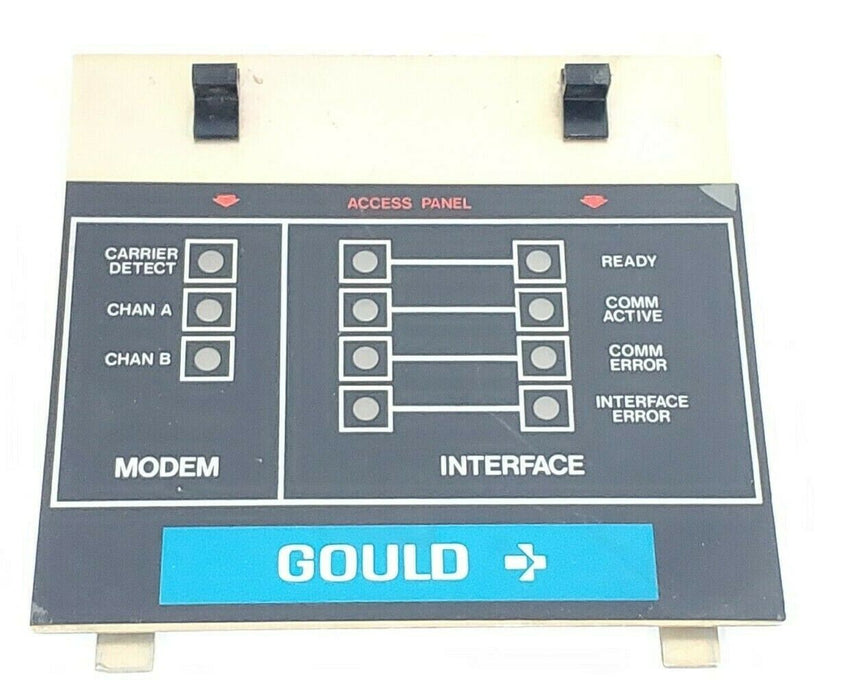 ACCESS PANEL
CARRIER
DETECT
CHAN A
CHAN B
MODEM
READY
COMM
ACTIVE
COMM
ERROR
INTERFACE
ERROR
INTERFACE
GOULD